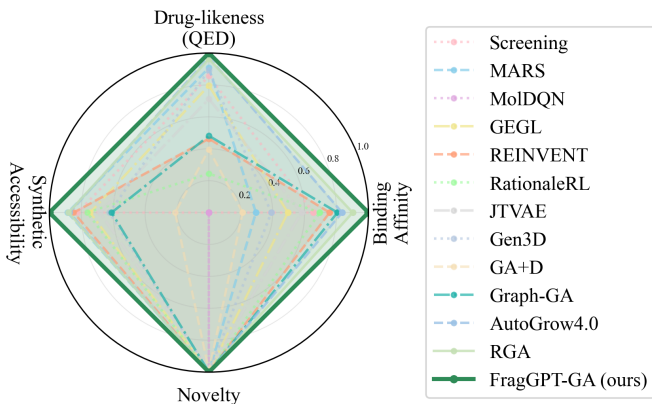 Drug-likeness
(QED)
Synthetic
Accessibility
Binding
Affinity
Novelty
0.2
0.4
0.6
0.8
1.0
Screening
MARS
MolDQN
GEGL
REINVENT
RationaleRL
JTVAE
Gen3D
GA+D
Graph-GA
AutoGrow4.0
RGA
FragGPT-GA (ours)